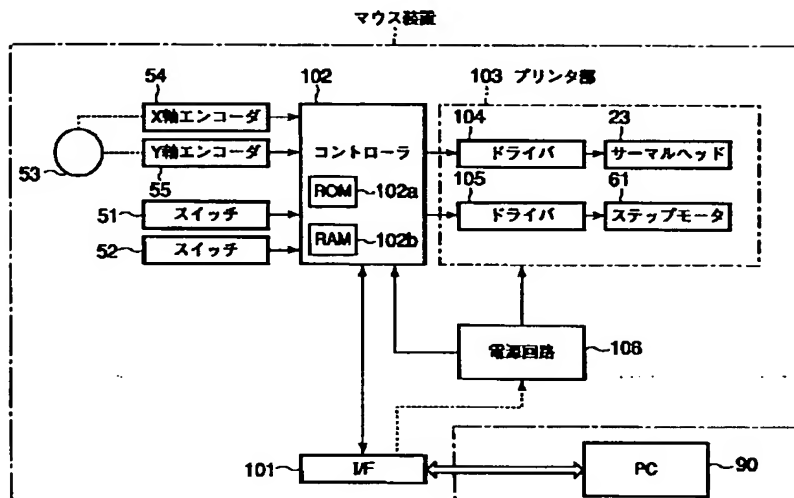 マウス装置
54
X軸エンコーダ
Y軸エンコーダ
55
53
51
スイッチ
52
スイッチ
102
コントローラ
ROM
102a
RAM
102b
103 プリンタ部
104
ドライバ
23
サーマルヘッド
105
ドライバ
61
ステップモータ
電源回路
106
101
I/F
PC
90